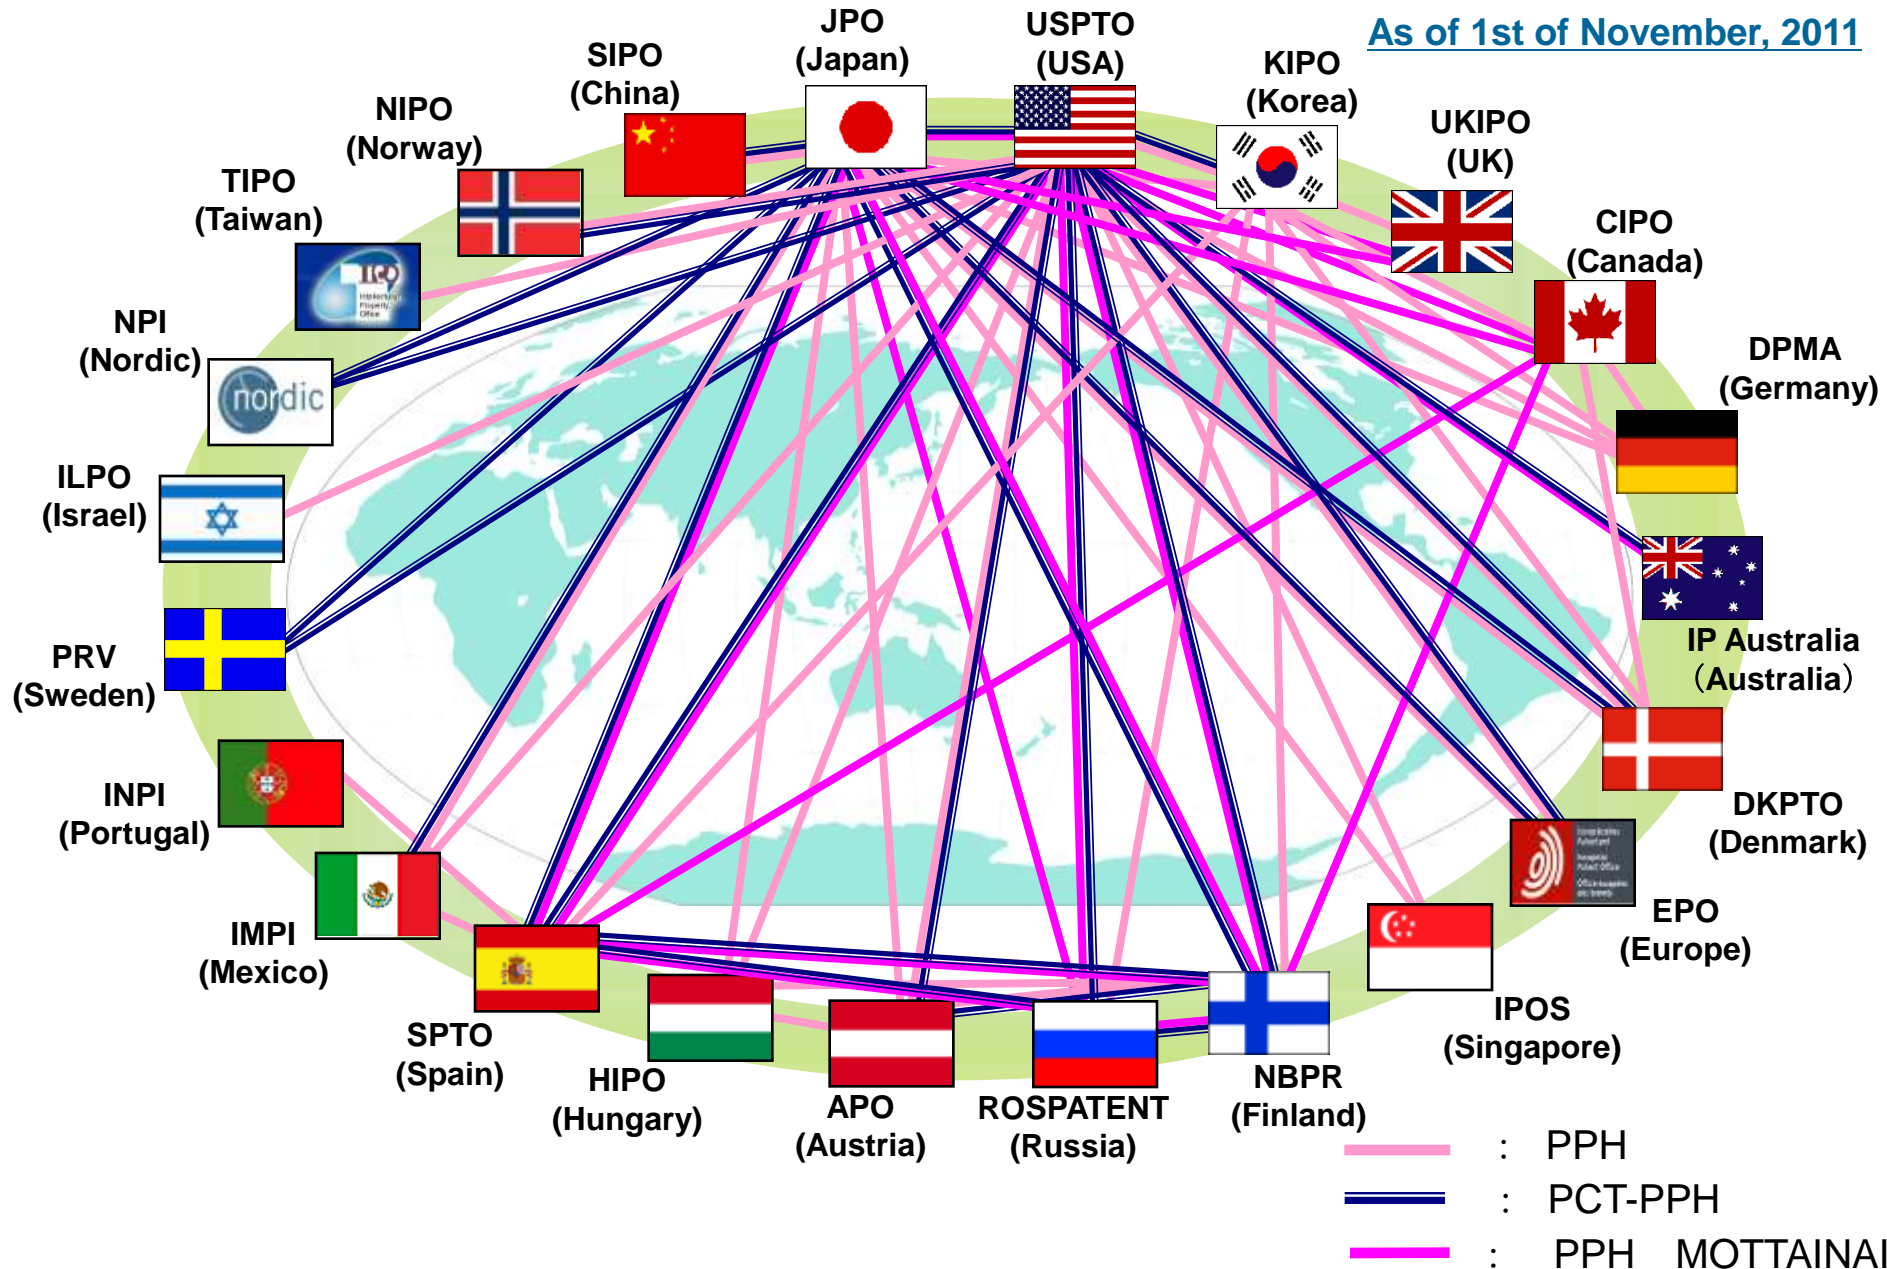 As of 1st of November, 2011
JPO
(Japan)
USPTO
(USA)
SIPO
(China)
KIPO
(Korea)
NIPO
(Norway)
UKIPO
(UK)
TIPO
(Taiwan)
CIPO
(Canada)
NPI
(Nordic)
nordic
DPMA
(Germany)
ILPO
(Israel)
IP Australia
（Australia）
PRV
(Sweden)
DKPTO
(Denmark)
INPI
(Portugal)
EPO
(Europe)
IMPI
(Mexico)
IPOS
(Singapore)
SPTO
(Spain)
HIPO
(Hungary)
APO
(Austria)
ROSPATENT
(Russia)
NBPR
(Finland)
： PPH
： PCT-PPH
： PPH MOTTAINAI
Intellectual
Property
Office